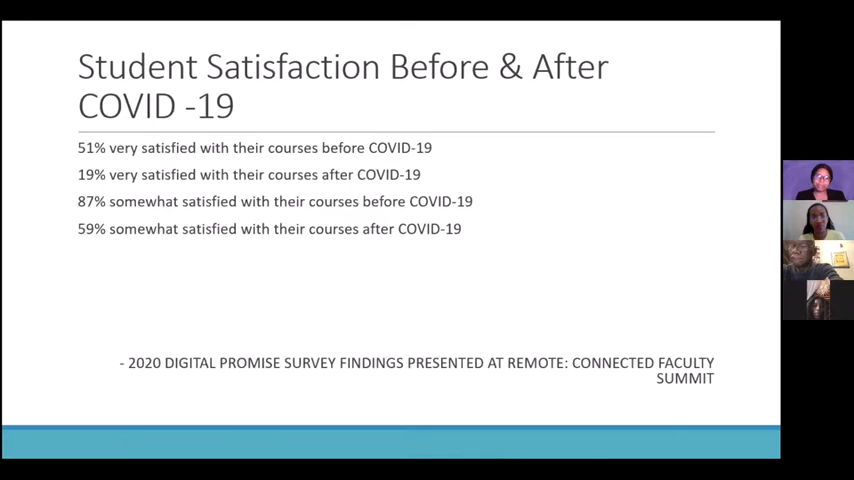 Student Satisfaction Before & After
COVID -19
51% very satisfied with their courses before COVID-19
19% very satisfied with their courses after COVID-19
87% somewhat satisfied with their courses before COVID-19
59% somewhat satisfied with their courses after COVID-19
- 2020 DIGITAL PROMISE SURVEY FINDINGS PRESENTED AT REMOTE: CONNECTED FACULTY
SUMMIT